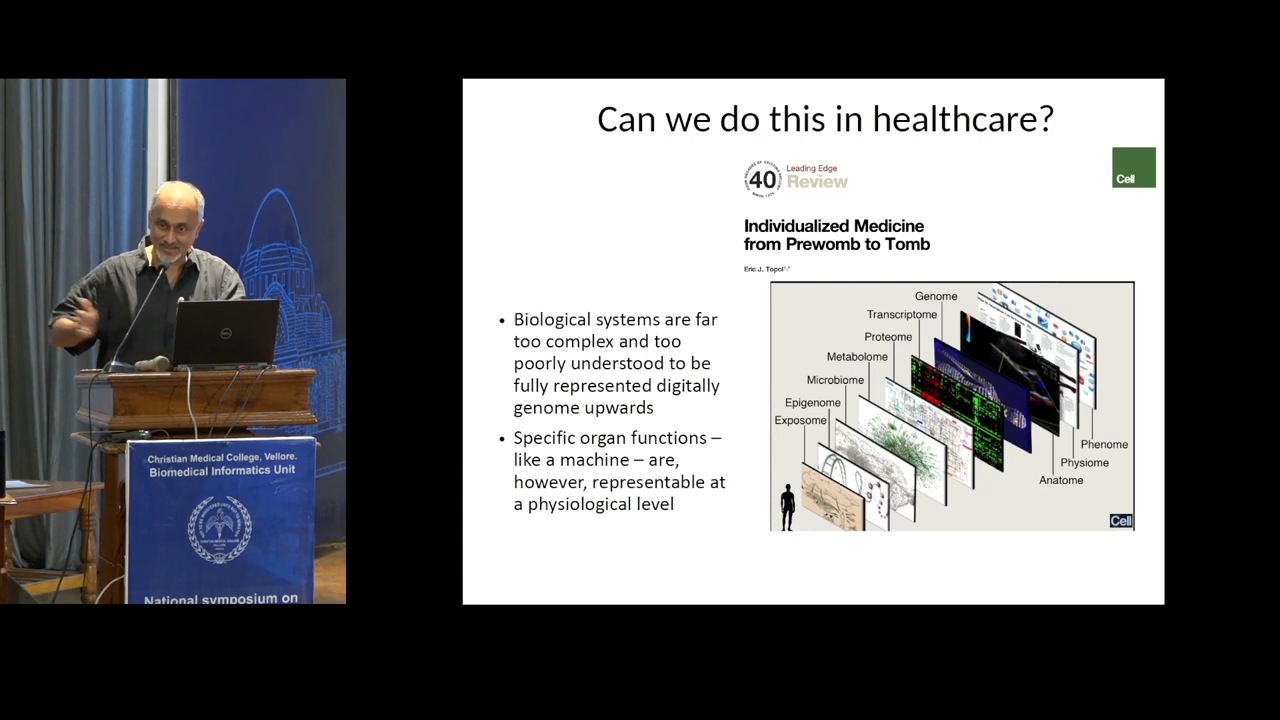 Can we do this in healthcare?
40
Leading Edge
Review
Cell
Individualized Medicine
from Prewomb to Tomb
Eric J. Topol
• Biological systems are far
too complex and too
poorly understood to be
fully represented digitally
genome upwards
• Specific organ functions –
like a machine – are,
however, representable at
a physiological level
Genome
Transcriptome
Proteome
Metabolome
Microbiome
Epigenome
Exposome
Phenome
Physiome
Anatome
Cell
DELL
Christian Medical College, Vellore.
Biomedical Informatics Unit
National symposium on